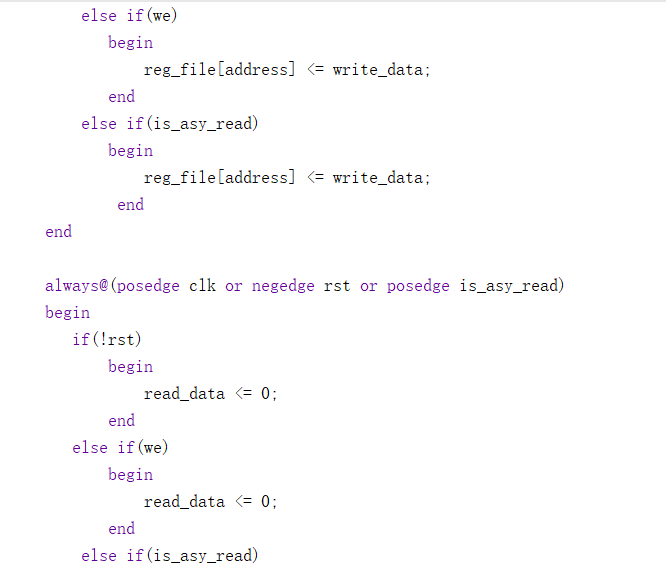 else if(we)
begin
reg_file[address] <= write_data;
end
else if(is_asy_read)
begin
reg_file[address] <= write_data;
end
end
always@(posedge clk or negedge rst or posedge is_asy_read)
begin
if(!rst)
begin
read_data <= 0;
end
else if(we)
begin
read_data <= 0;
end
else if(is_asy_read)